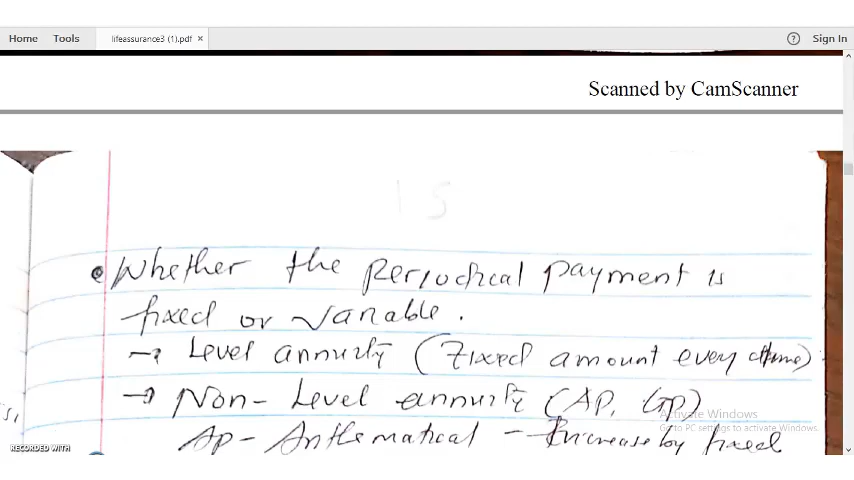 Home Tools lifeassurance3 (1).pdf × ? Sign In
Scanned by CamScanner
15
• Whether the periodical payment is
fixed or variable.
→ Level annuity (Fixed amount every time)
→ Non-Level annuity (AP, GP)
Activate Windows
Go to PC settings to activate Windows.
Ap - Arithematical - Increase by fixed
RECORDED WITH